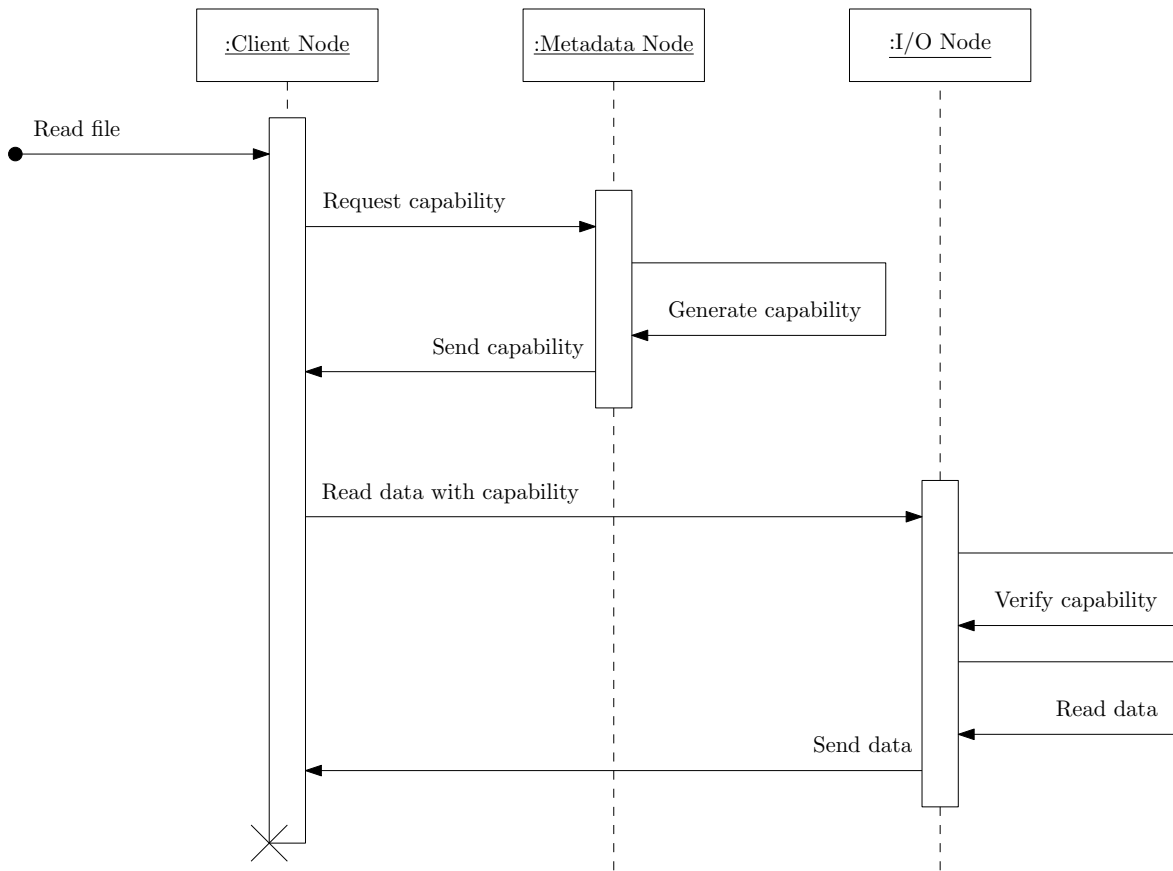 :Client Node
:Metadata Node
:I/O Node
Read file
Request capability
Generate capability
Send capability
Read data with capability
Verify capability
Read data
Send data